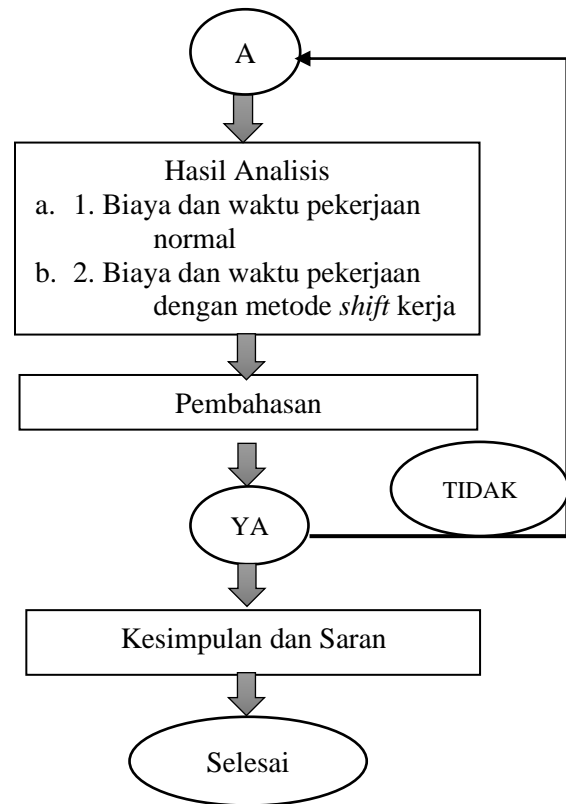 A
Hasil Analisis
a. 1. Biaya dan waktu pekerjaan
normal
b. 2. Biaya dan waktu pekerjaan
dengan metode shift kerja
Pembahasan
TIDAK
YA
Kesimpulan dan Saran
Selesai